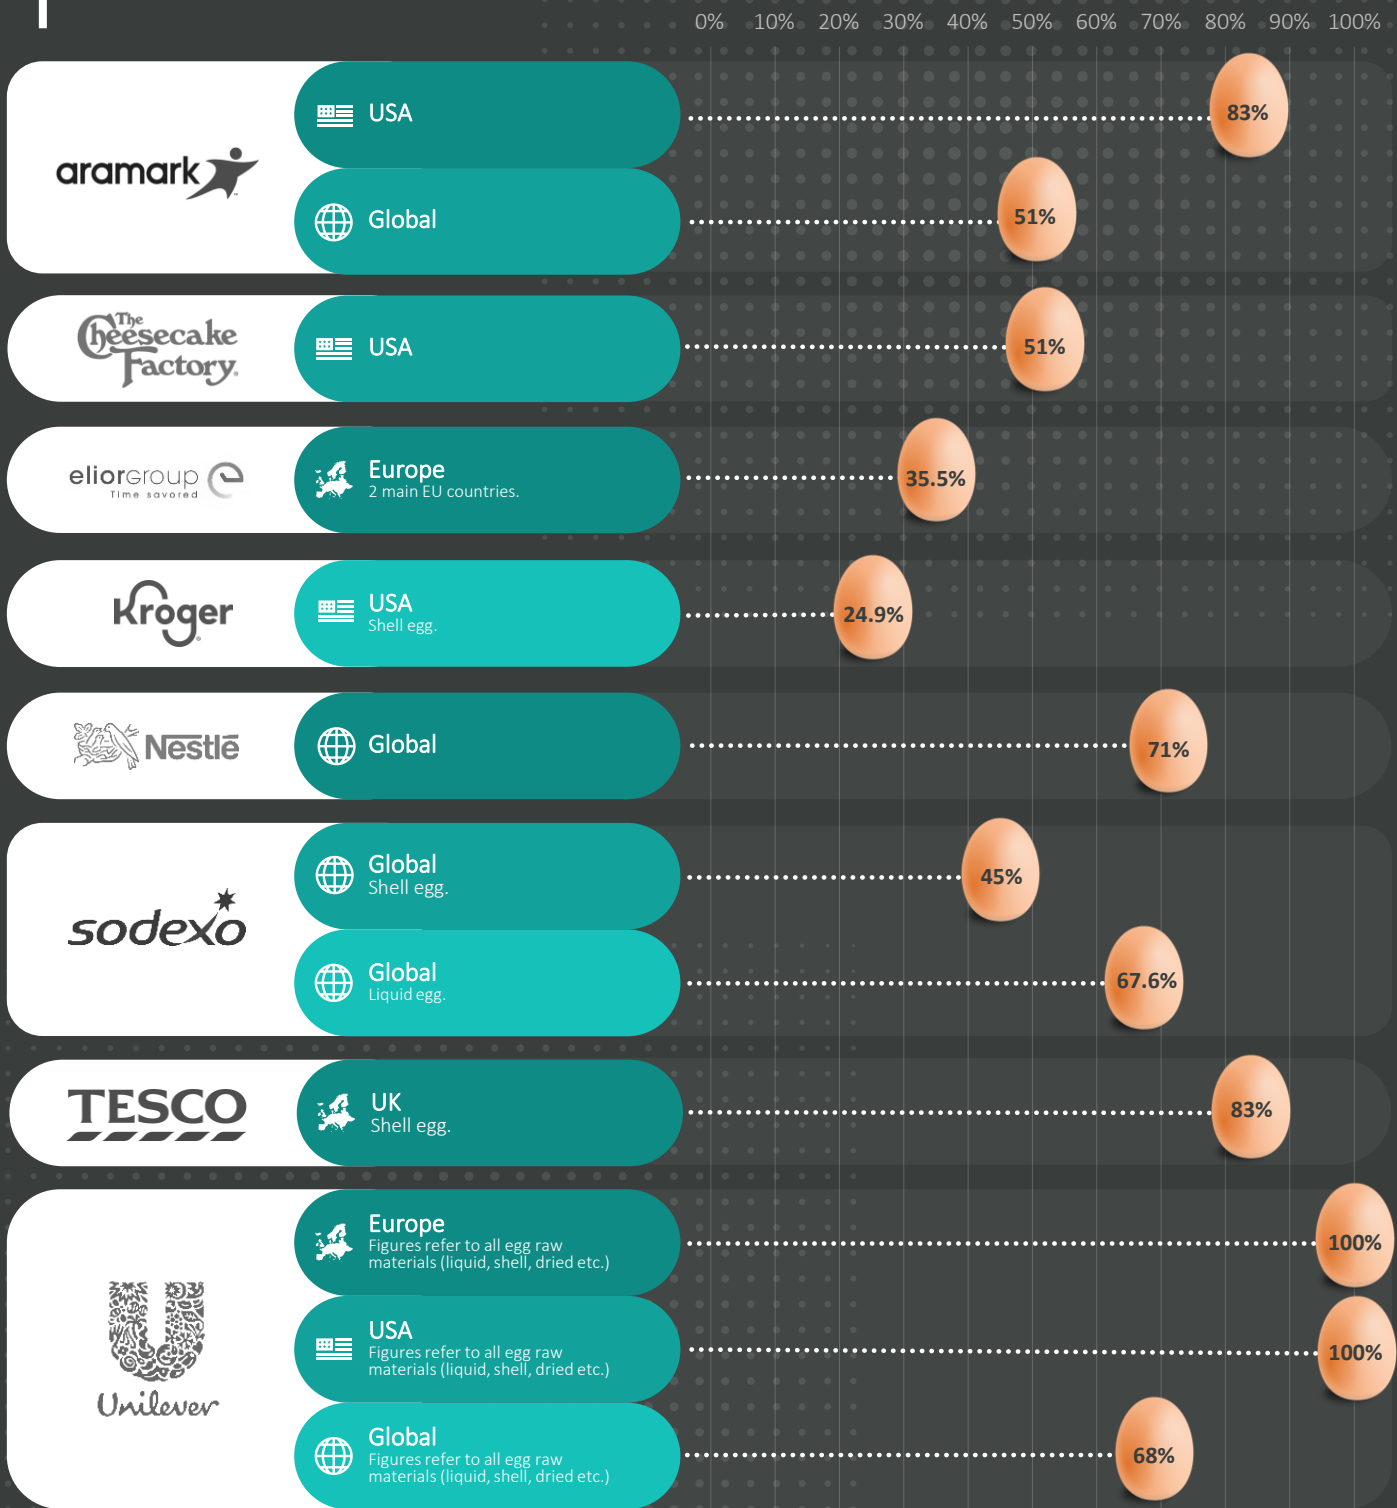 0% 10% 20% 30% 40% 50% 60% 70% 80% 90% 100%
aramark
USA
83%
Global
51%
The
Cheesecake
Factory
USA
51%
eliorgroup
Time savored
Europe
2 main EU countries.
35.5%
Kroger
USA
Shell egg.
24.9%
Nestlé
Global
71%
sodexo
Global
Shell egg.
45%
Global
Liquid egg.
67.6%
TESCO
UK
Shell egg.
83%
Unilever
Europe
Figures refer to all egg raw
materials (liquid, shell, dried etc.)
100%
USA
Figures refer to all egg raw
materials (liquid, shell, dried etc.)
100%
Global
Figures refer to all egg raw
materials (liquid, shell, dried etc.)
68%